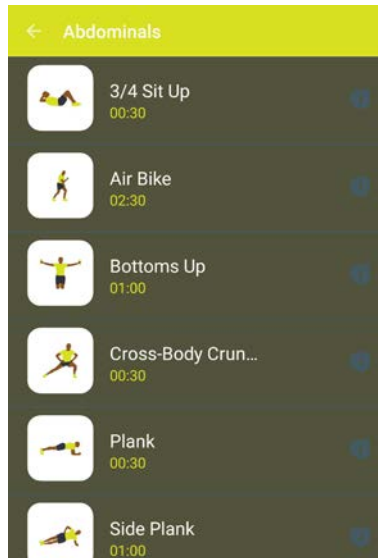 Abdominals
3/4 Sit Up
00:30
Air Bike
02:30
Bottoms Up
01:00
Cross-Body Crun...
00:30
Plank
00:30
Side Plank
01:00